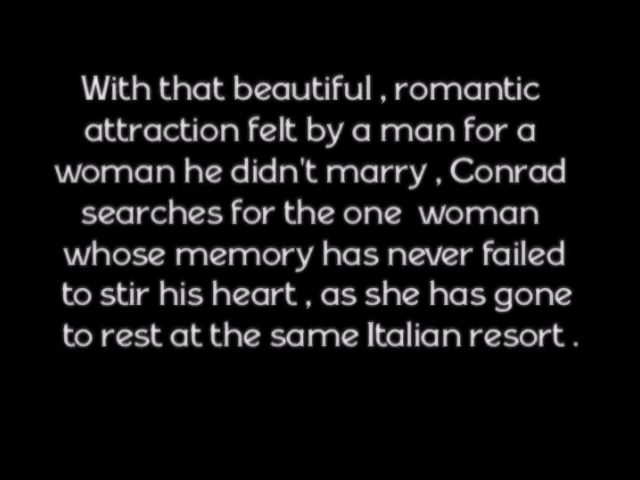 With that beautiful , romantic
attraction felt by a man for a
woman he didn't marry , Conrad
searches for the one  woman
whose memory has never failed
to stir his heart , as she has gone
to rest at the same Italian resort .